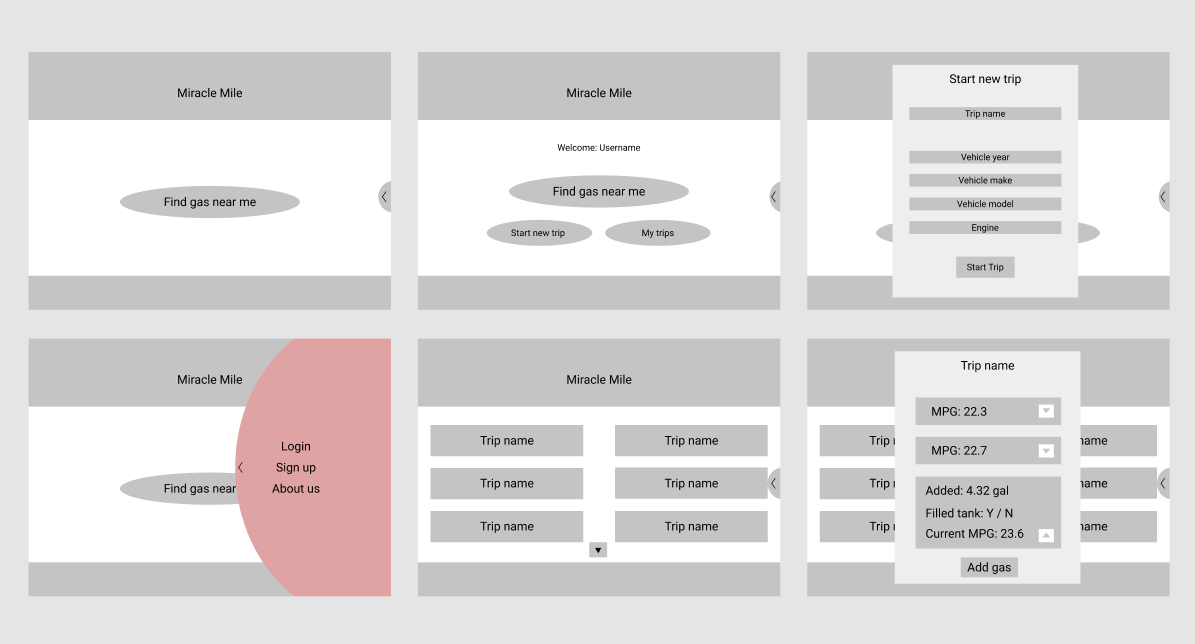 Miracle Mile
Find gas near me
Miracle Mile
Welcome: Username
Find gas near me
Start new trip
My trips
Start new trip
Trip name
Vehicle year
Vehicle make
Vehicle model
Engine
Start Trip
Miracle Mile
Find gas near
Login
Sign up
About us
Miracle Mile
Trip name
Trip name
Trip name
Trip name
Trip name
Trip name
Trip name
MPG: 22.3
MPG: 22.7
Added: 4.32 gal
Filled tank: Y / N
Current MPG: 23.6
Add gas
Trip
Trip
Trip
name
name
name